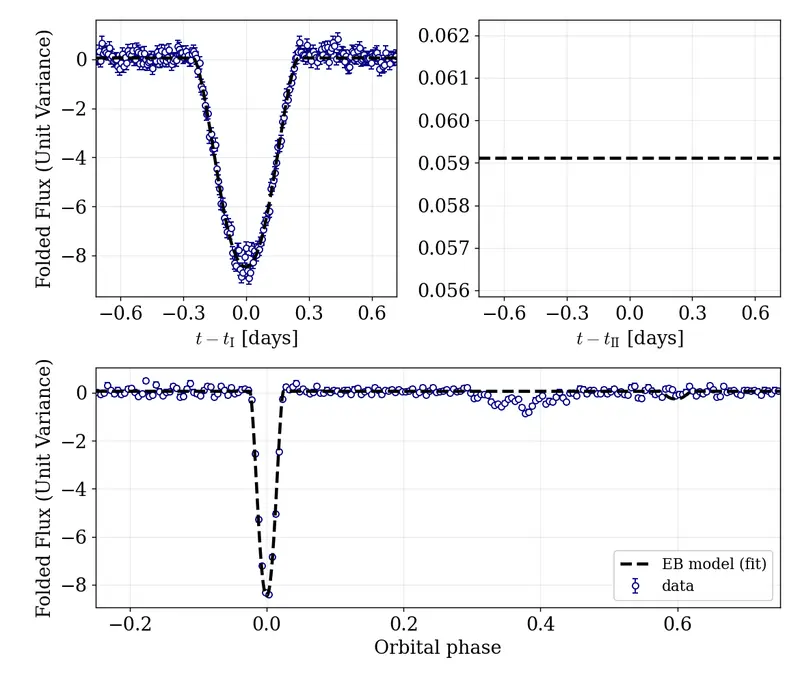 Folded Flux (Unit Variance)
0
−2
−4
−6
−8
−0.6 −0.3 0.0 0.3 0.6
t − tI [days]
0.062
0.061
0.060
0.059
0.058
0.057
0.056
−0.6 −0.3 0.0 0.3 0.6
t − tII [days]
Folded Flux (Unit Variance)
0
−2
−4
−6
−8
EB model (fit)
data
−0.2 0.0 0.2 0.4 0.6
Orbital phase